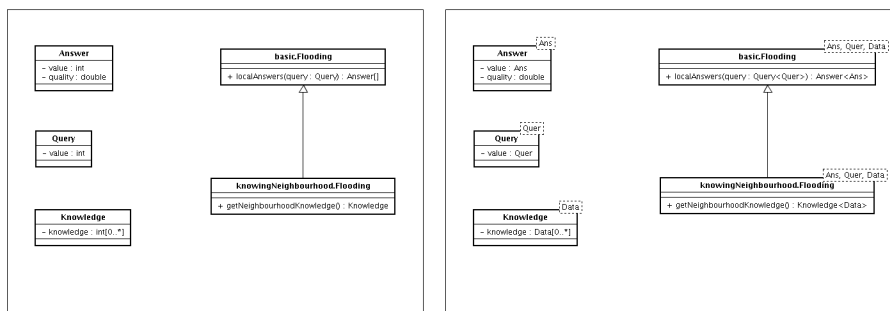 Answer
- value : int
- quality : double
basic.Flooding
+ localAnswers(query : Query) : Answer[]
Query
- value : int
knowingNeighbourhood.Flooding
+ getNeighbourhoodKnowledge() : Knowledge
Knowledge
- knowledge : int[0..*]
Ans
Answer
- value : Ans
- quality : double
Ans, Quer, Data
basic.Flooding
+ localAnswers(query : Query<Quer>) : Answer<Ans>
Quer
Query
- value : Quer
Ans, Quer, Data
knowingNeighbourhood.Flooding
+ getNeighbourhoodKnowledge() : Knowledge<Data>
Data
Knowledge
- knowledge : Data[0..*]